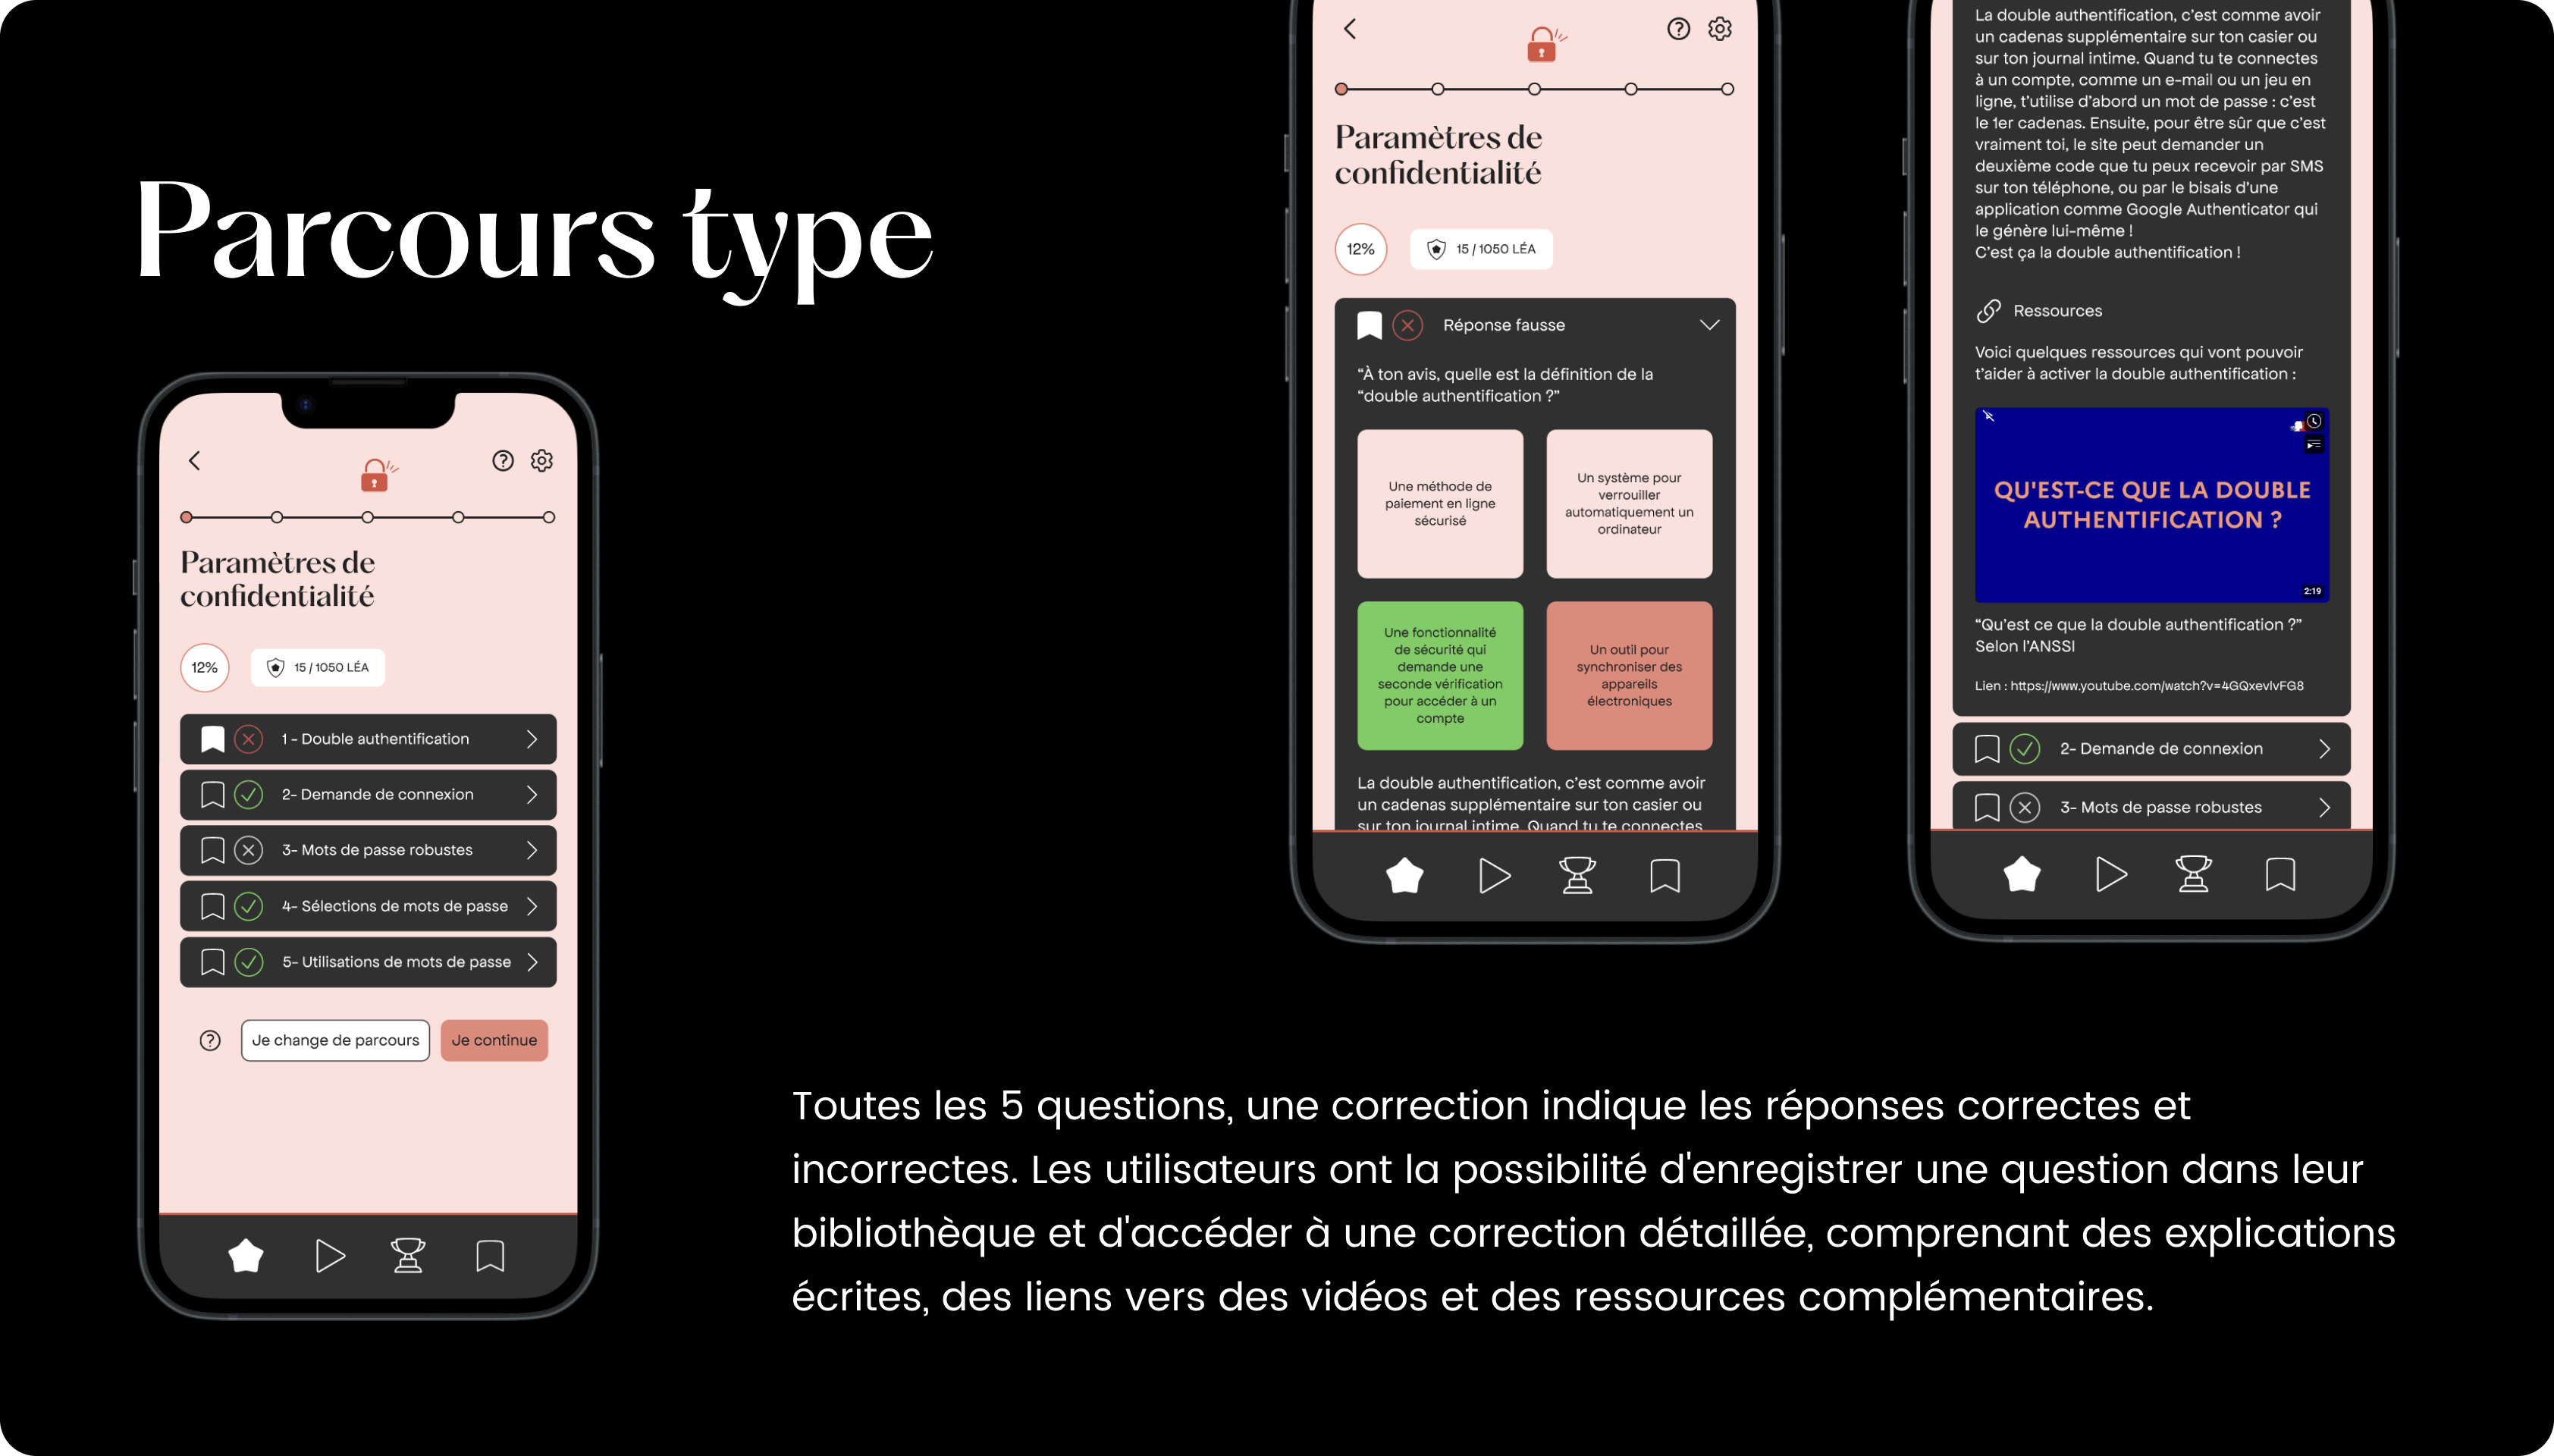 Parcours type
Paramètres de
confidentialité
12%
15 / 1050 LÉA
1 - Double authentification
2- Demande de connexion
3- Mots de passe robustes
4- Sélections de mots de passe
5- Utilisations de mots de passe
Je change de parcours
Je continue
Paramètres de
confidentialité
12%
15 / 1050 LÉA
Réponse fausse
“À ton avis, quelle est la définition de la
“double authentification ?”
Une méthode de
paiement en ligne
sécurisé
Un système pour
verrouiller
automatiquement un
ordinateur
Une fonctionnalité
de sécurité qui
demande une
seconde vérification
pour accéder à un
compte
Un outil pour
synchroniser des
appareils
électroniques
La double authentification, c’est comme avoir
un cadenas supplémentaire sur ton casier ou
sur ton journal intime. Quand tu te connectes
La double authentification, c’est comme avoir
un cadenas supplémentaire sur ton casier ou
sur ton journal intime. Quand tu te connectes
à un compte, comme un e-mail ou un jeu en
ligne, t’utilise d’abord un mot de passe : c’est
le 1er cadenas. Ensuite, pour être sûr que c’est
vraiment toi, le site peut demander un
deuxième code que tu peux recevoir par SMS
sur ton téléphone, ou par le bisais d’une
application comme Google Authenticator qui
le génère lui-même !
C’est ça la double authentification !
Ressources
Voici quelques ressources qui vont pouvoir
t’aider à activer la double authentification :
QU'EST-CE QUE LA DOUBLE
AUTHENTIFICATION ?
2:19
“Qu’est ce que la double authentification ?”
Selon l’ANSSI
Lien : https://www.youtube.com/watch?v=4GQxevlvFG8
2- Demande de connexion
3- Mots de passe robustes
Toutes les 5 questions, une correction indique les réponses correctes et
incorrectes. Les utilisateurs ont la possibilité d'enregistrer une question dans leur
bibliothèque et d'accéder à une correction détaillée, comprenant des explications
écrites, des liens vers des vidéos et des ressources complémentaires.